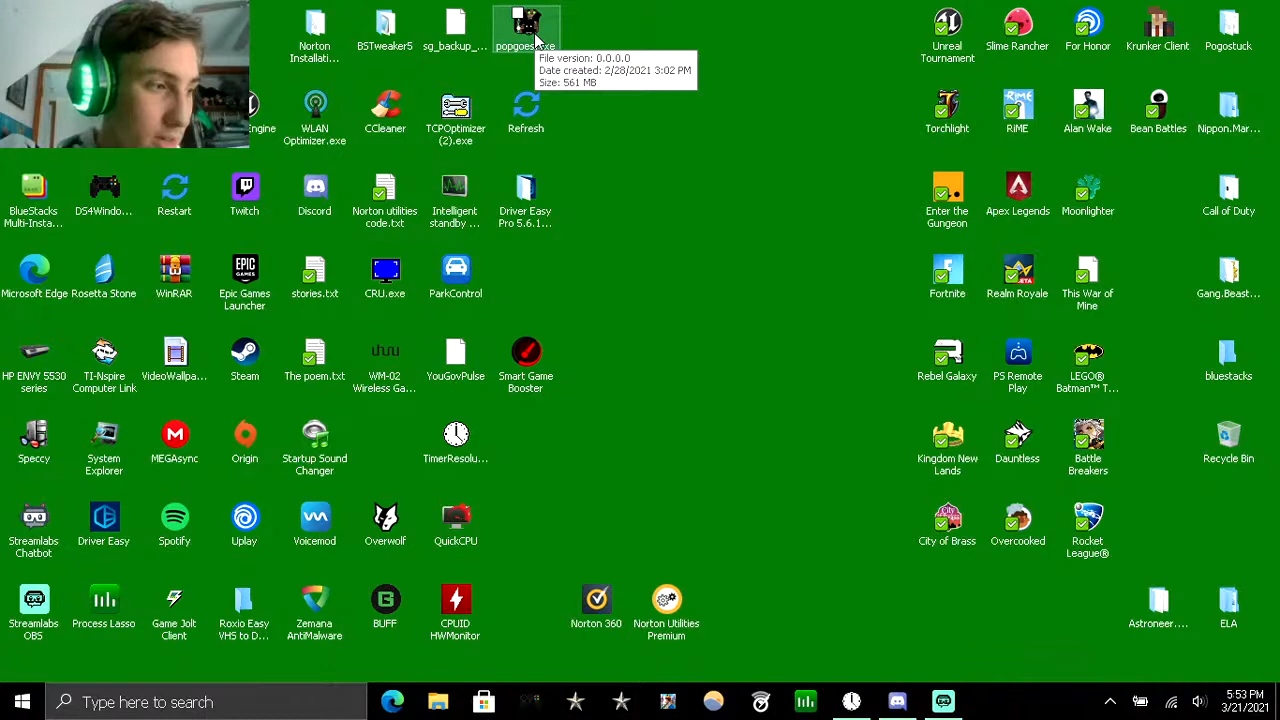 Norton
Installati...
BSTweaker5
sg_backup_...
popgoes.exe
File version: 0.0.0.0
Date created: 2/28/2021 3:02 PM
Size: 561 MB
Unreal
Tournament
Slime Rancher
For Honor
Krunker Client
Pogostuck
Engine
WLAN
Optimizer.exe
CCleaner
TCPOptimizer
(2).exe
Refresh
Torchlight
RIME
Alan Wake
Bean Battles
Nippon.Mar...
BlueStacks
Multi-Insta...
DS4Windo...
Restart
Twitch
Discord
Norton utilities
code.txt
Intelligent
standby ...
Driver Easy
Pro 5.6.1...
Enter the
Gungeon
Apex Legends
Moonlighter
Call of Duty
Microsoft Edge
Rosetta Stone
WinRAR
Epic Games
Launcher
stories.txt
CRU.exe
ParkControl
Fortnite
Realm Royale
This War of
Mine
Gang.Beast...
HP ENVY 5530
series
TI-Nspire
Computer Link
VideoWallpa...
Steam
The poem.txt
WM-02
Wireless Ga...
YouGovPulse
Smart Game
Booster
Rebel Galaxy
PS Remote
Play
LEGO®
Batman™ T...
bluestacks
Speccy
System
Explorer
MEGAsync
Origin
Startup Sound
Changer
TimerResolu...
Kingdom New
Lands
Dauntless
Battle
Breakers
Recycle Bin
Streamlabs
Chatbot
Driver Easy
Spotify
Uplay
Voicemod
Overwolf
QuickCPU
City of Brass
Overcooked
Rocket
League®
Streamlabs
OBS
Process Lasso
Game Jolt
Client
Roxio Easy
VHS to D...
Zemana
AntiMalware
BUFF
CPUID
HWMonitor
Norton 360
Norton Utilities
Premium
Astroneer....
ELA
Type here to search
5:53 PM
3/21/2021